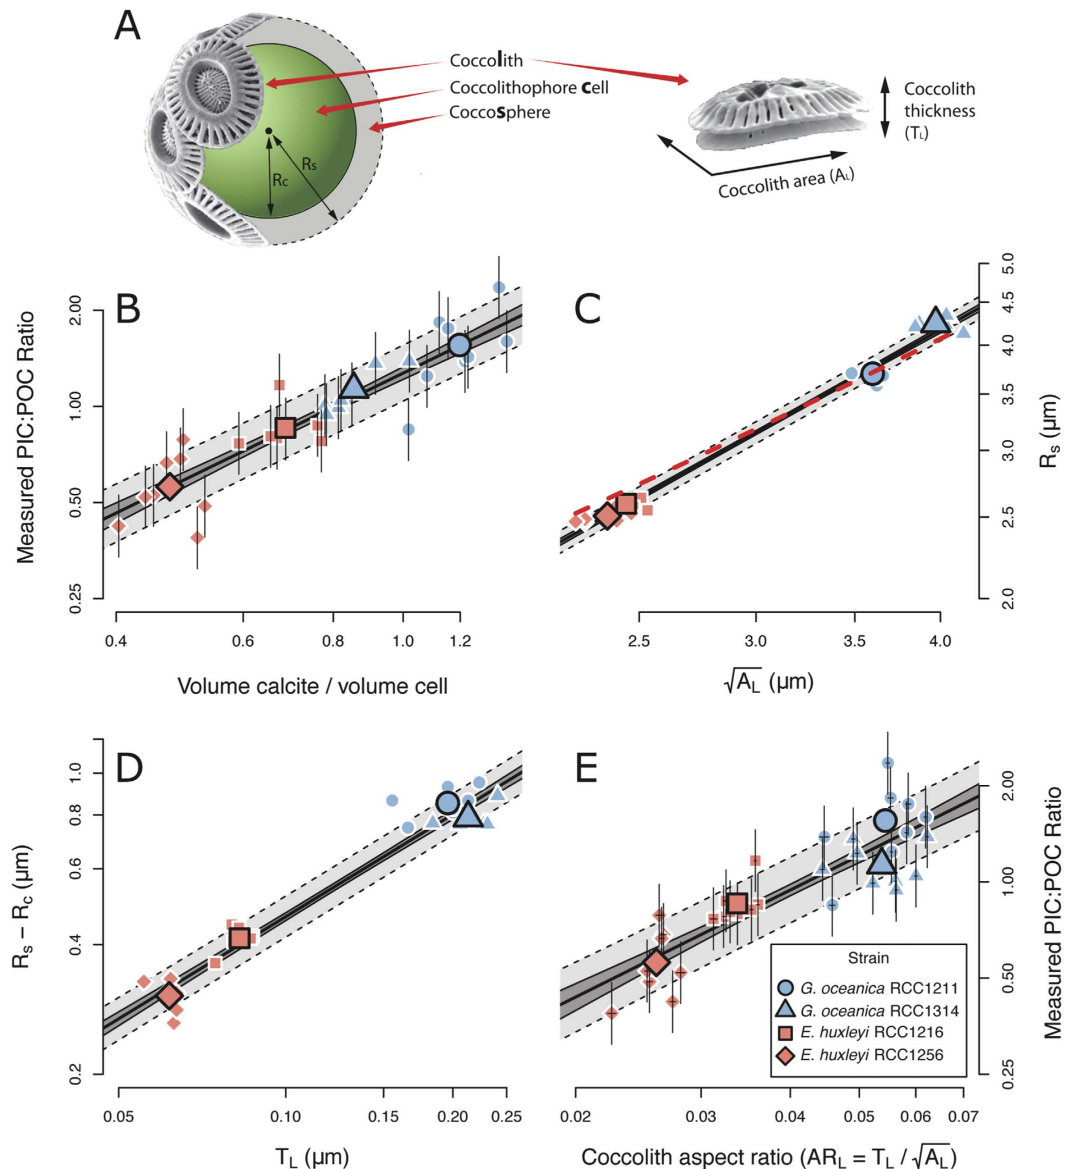 A
Coccolith
Coccolithophore cell
Coccosphere
Rc
Rs
Coccolith
thickness
(TL)
Coccolith area (AL)
B
Measured PIC:POC Ratio
2.00
1.00
0.50
0.25
0.4
0.6
0.8
1.0
1.2
Volume calcite / volume cell
C
5.0
4.5
4.0
3.5
3.0
2.5
2.0
Rs (µm)
2.5
3.0
3.5
4.0
√AL (µm)
D
Rs − Rc (µm)
1.0
0.8
0.6
0.4
0.2
0.05
0.10
0.20
0.25
TL (µm)
E
2.00
1.00
0.50
0.25
Measured PIC:POC Ratio
Strain
G. oceanica RCC1211
G. oceanica RCC1314
E. huxleyi RCC1216
E. huxleyi RCC1256
0.02
0.03
0.04
0.05
0.06
0.07
Coccolith aspect ratio (ARL = TL / √AL)